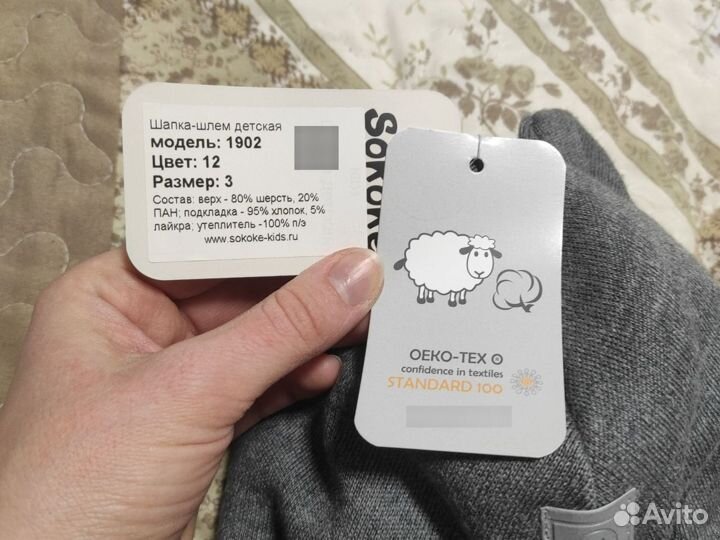 Шапка-шлем детская
модель: 1902
Цвет: 12
Размер: 3
Состав: верх - 80% шерсть, 20%
ПАН; подкладка - 95% хлопок, 5%
лайкра; утеплитель -100% п/э
www.sokoke-kids.ru
Sokoke
OEKO-TEX ®
confidence in textiles
STANDARD 100
Avito